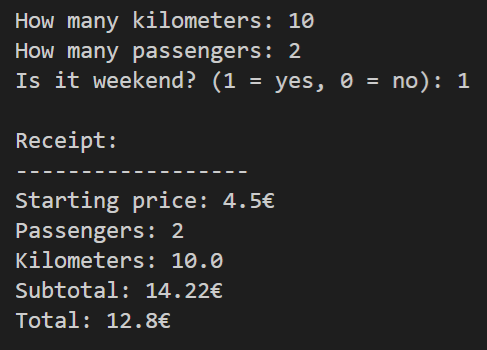 How many kilometers: 10
How many passengers: 2
Is it weekend? (1 = yes, 0 = no): 1
Receipt:
------------------
Starting price: 4.5€
Passengers: 2
Kilometers: 10.0
Subtotal: 14.22€
Total: 12.8€